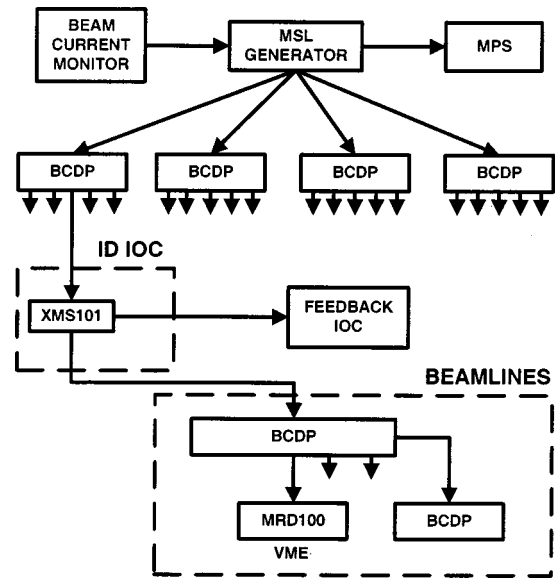 BEAM
CURRENT
MONITOR
MSL
GENERATOR
MPS
BCDP
BCDP
BCDP
BCDP
ID IOC
XMS101
FEEDBACK
IOC
BEAMLINES
BCDP
MRD100
BCDP
VME